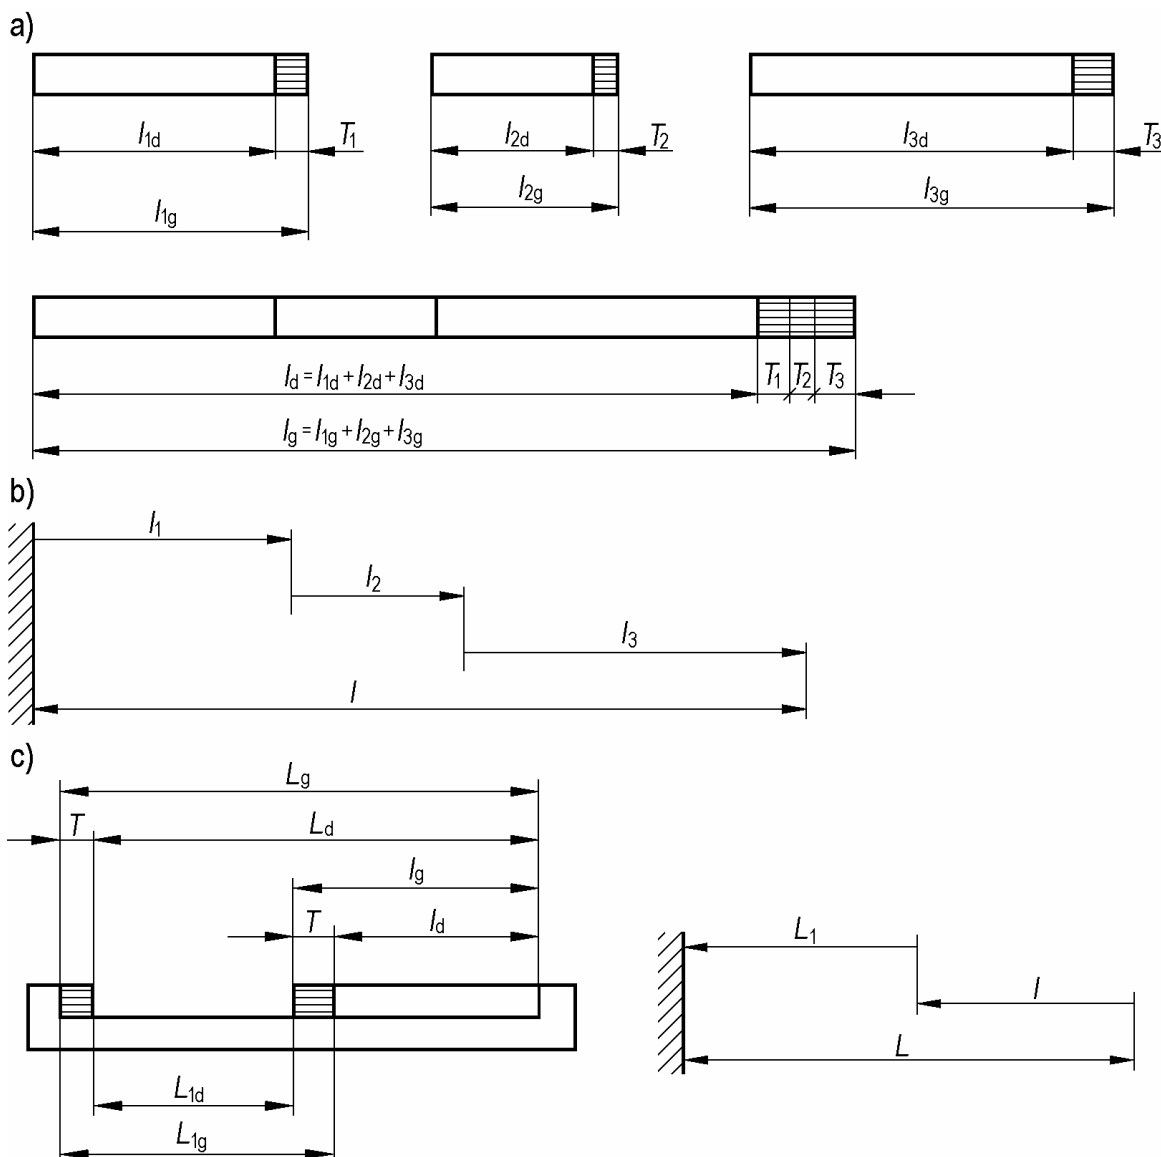 a)
l1d T1 l2d T2 l3d T3
l1g l2g l3g
ld = l1d + l2d + l3d T1 T2 T3
lg = l1g + l2g + l3g
b)
l1
l2
l3
l
c)
Lg
T Ld
lg
T ld
L1
l
L
L1d
L1g